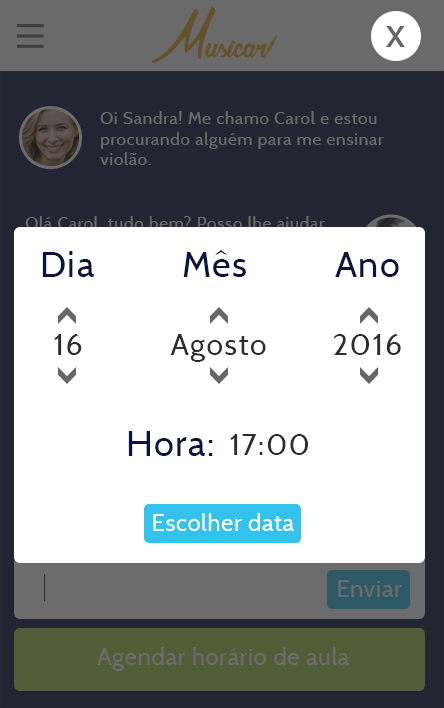 Musicar
X
Oi Sandra! Me chamo Carol e estou
procurando alguém para me ensinar
violão.
Olá Carol, tudo bem? Posso lhe ajudar
Dia Mês Ano
16 Agosto 2016
Hora: 17:00
Escolher data
Enviar
Agendar horário de aula